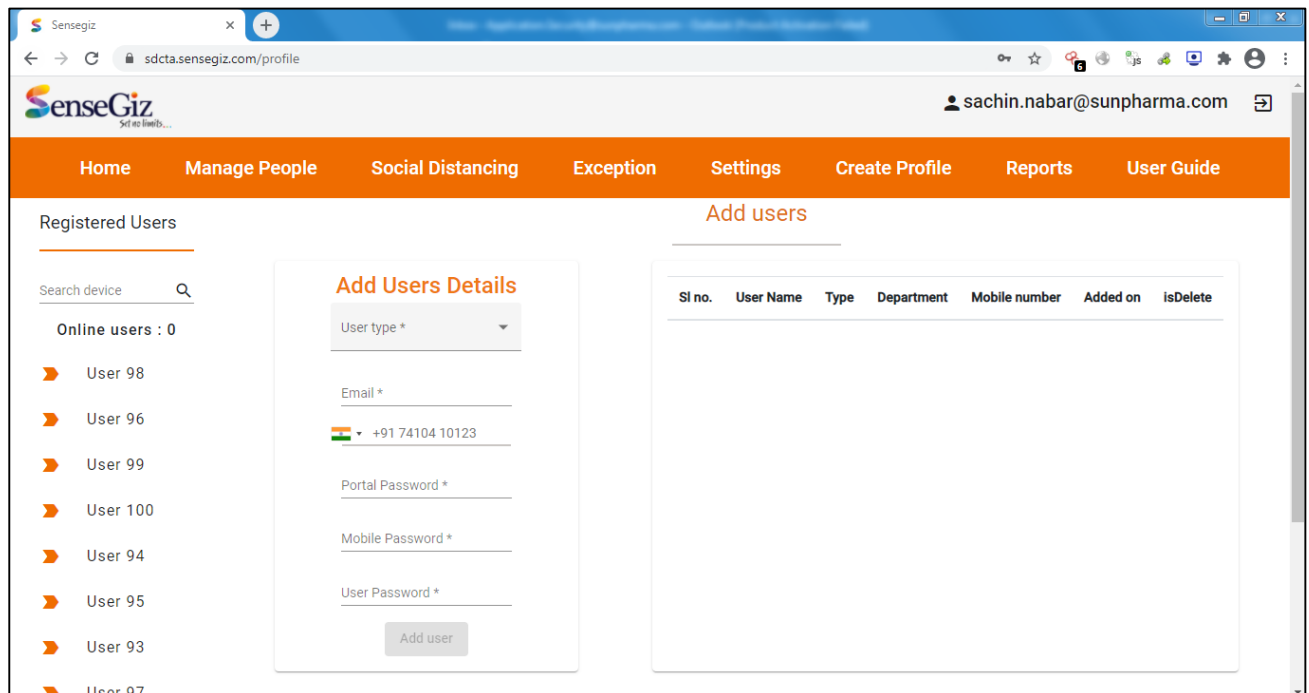 Sensegiz
sdcta.sensegiz.com/profile
6
js
SenseGiz
Set no limits...
sachin.nabar@sunpharma.com
Home Manage People Social Distancing Exception Settings Create Profile Reports User Guide
Registered Users
Add users
Search device
Online users : 0
User 98
User 96
User 99
User 100
User 94
User 95
User 93
User 97
Add Users Details
User type *
Email *
+91 74104 10123
Portal Password *
Mobile Password *
User Password *
Add user
Sl no. User Name Type Department Mobile number Added on isDelete